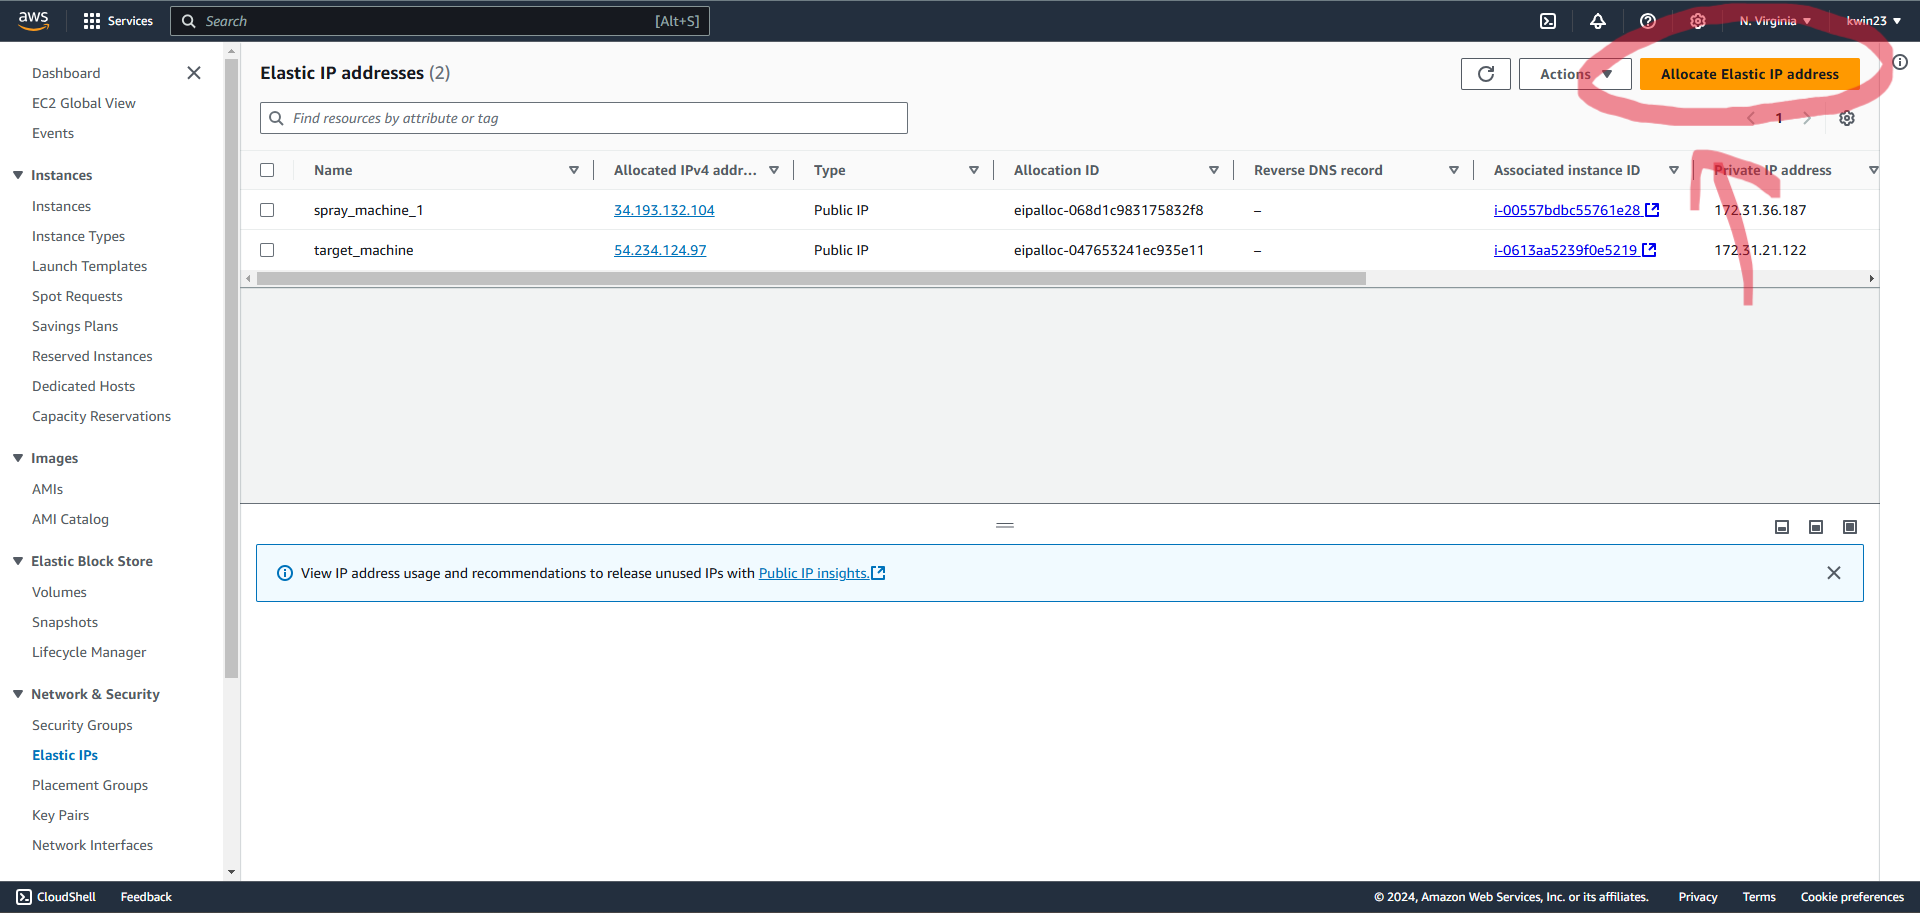 aws
Services
Search
[Alt+S]
N. Virginia
kwin23
Dashboard
EC2 Global View
Events
Instances
Instances
Instance Types
Launch Templates
Spot Requests
Savings Plans
Reserved Instances
Dedicated Hosts
Capacity Reservations
Images
AMIs
AMI Catalog
Elastic Block Store
Volumes
Snapshots
Lifecycle Manager
Network & Security
Security Groups
Elastic IPs
Placement Groups
Key Pairs
Network Interfaces
Elastic IP addresses (2)
Actions
Allocate Elastic IP address
Find resources by attribute or tag
1
Name Allocated IPv4 addr... Type Allocation ID Reverse DNS record Associated instance ID Private IP address
spray_machine_1 34.193.132.104 Public IP eipalloc-068d1c983175832f8 – i-00557bdbc55761e28 172.31.36.187
target_machine 54.234.124.97 Public IP eipalloc-047653241ec935e11 – i-0613aa5239f0e5219 172.31.21.122
View IP address usage and recommendations to release unused IPs with Public IP insights.
CloudShell Feedback © 2024, Amazon Web Services, Inc. or its affiliates. Privacy Terms Cookie preferences